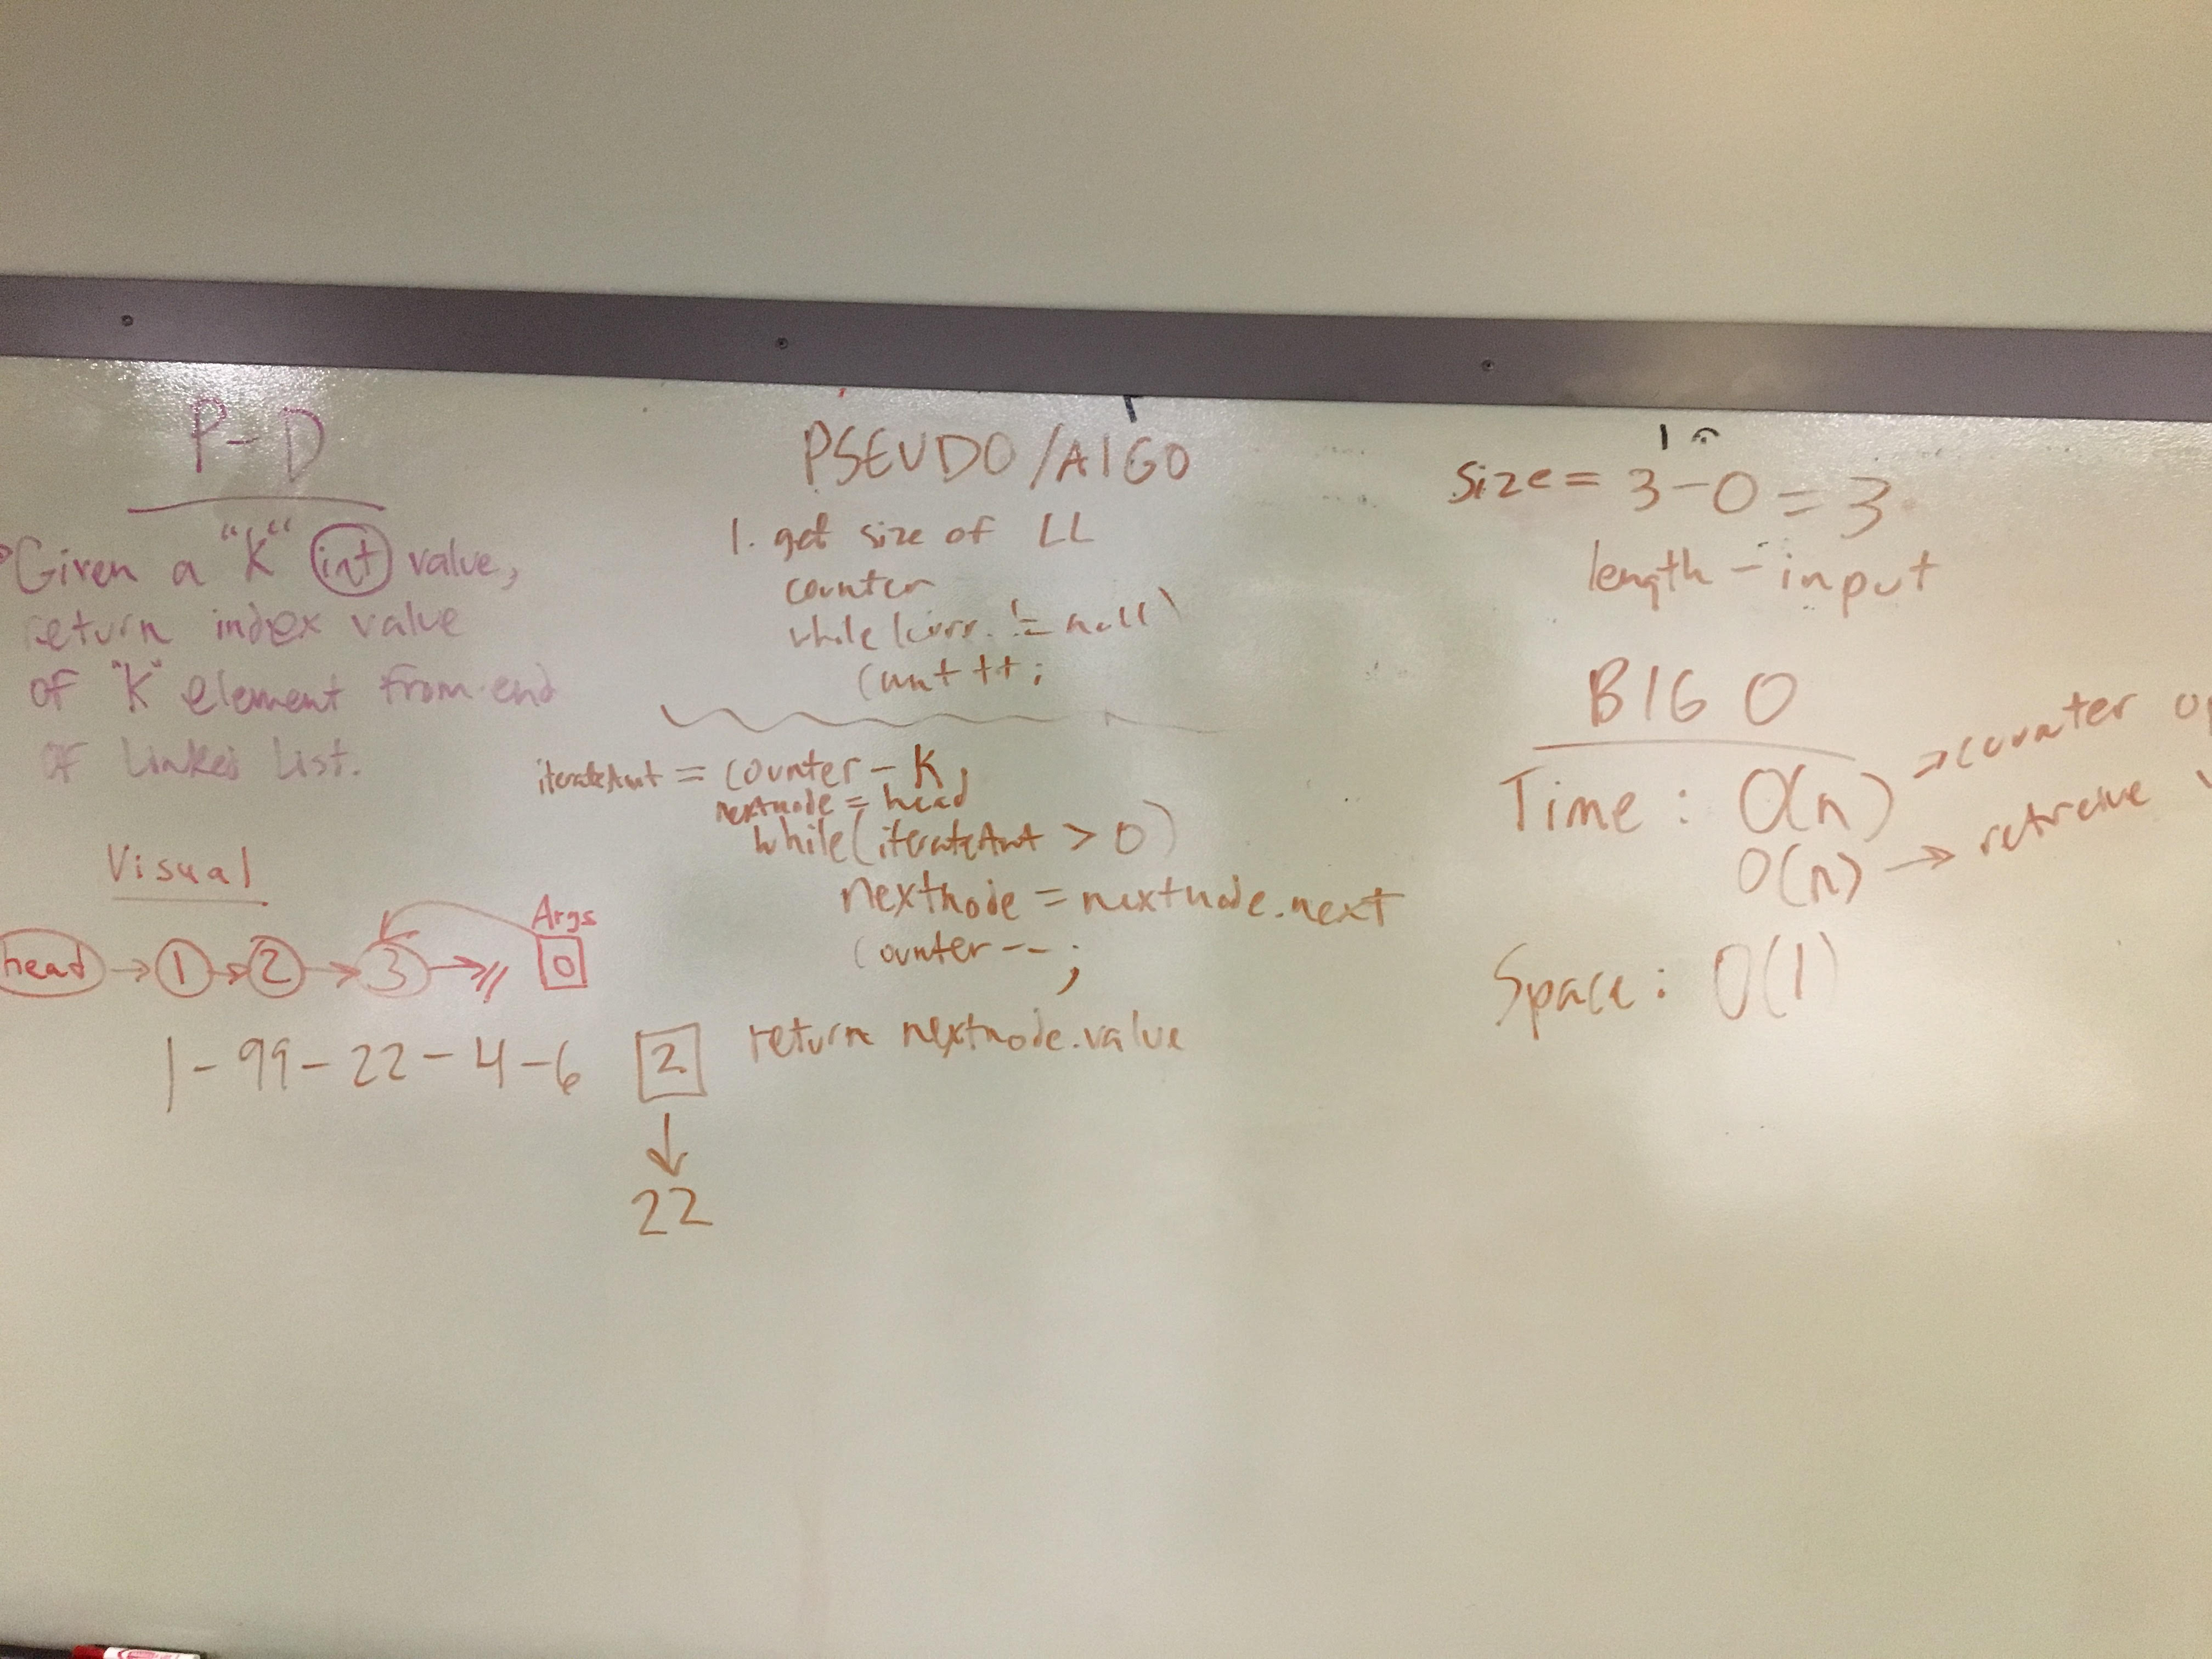 P-D
Given a "K" int value,
return index value
of "K" element from end
of Linked List.
Visual
head → 1 → 2 → 3 →
Args
0
1-99-22-4-6 2
↓
22
PSEUDO/AlGO
1. get size of LL
counter
while (curr. != null)
count ++;
iterateAmt = counter - K;
nextnode = head
while(iterateAmt > 0)
nextnode = nextnode.next
counter --;
return nextnode.value
size = 3-0 = 3
length - input
BIG O
Time: O(n) → counter
O(n) → retreive
Space: O(1)